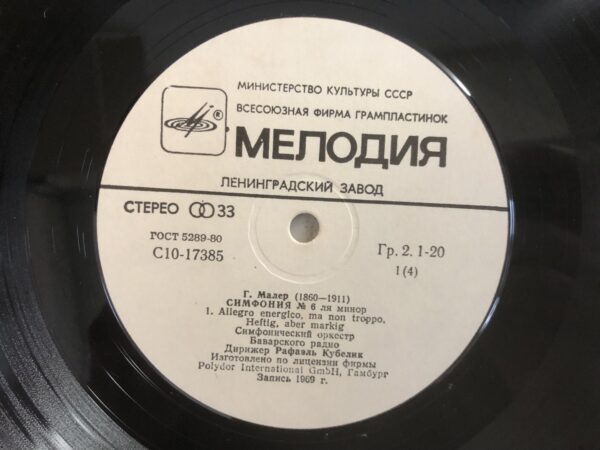 МИНИСТЕРСТВО КУЛЬТУРЫ СССР
ВСЕСОЮЗНАЯ ФИРМА ГРАМПЛАСТИНОК
®
МЕЛОДИЯ
ЛЕНИНГРАДСКИЙ ЗАВОД
СТЕРЕО 33
ГОСТ 5289-80
С10-17385
Гр. 2. 1-20
1(4)
Г. Малер (1860—1911)
СИМФОНИЯ № 6 ля минор
1. Allegro energico, ma non troppo.
Heftig, aber markig
Симфонический оркестр
Баварского радио
Дирижер Рафаэль Кубелик
Изготовлено по лицензии фирмы
Polydor International GmbH, Гамбург
Запись 1969 г.